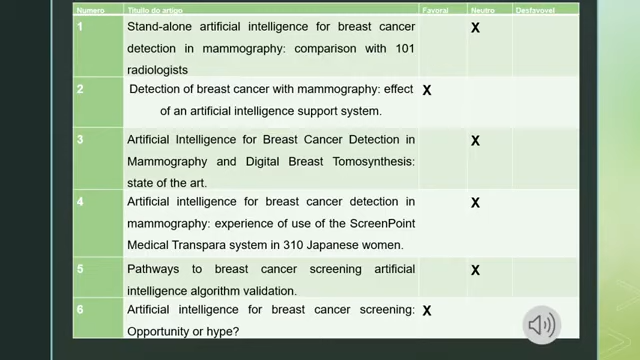 Numero Titulo do artigo Favoral Neutro Desfavovel
1 Stand-alone artificial intelligence for breast cancer X
detection in mammography: comparison with 101
radiologists
2 Detection of breast cancer with mammography: effect X
of an artificial intelligence support system.
3 Artificial Intelligence for Breast Cancer Detection in X
Mammography and Digital Breast Tomosynthesis:
state of the art.
4 Artificial intelligence for breast cancer detection in X
mammography: experience of use of the ScreenPoint
Medical Transpara system in 310 Japanese women.
5 Pathways to breast cancer screening artificial X
intelligence algorithm validation.
6 Artificial intelligence for breast cancer screening: X
Opportunity or hype?